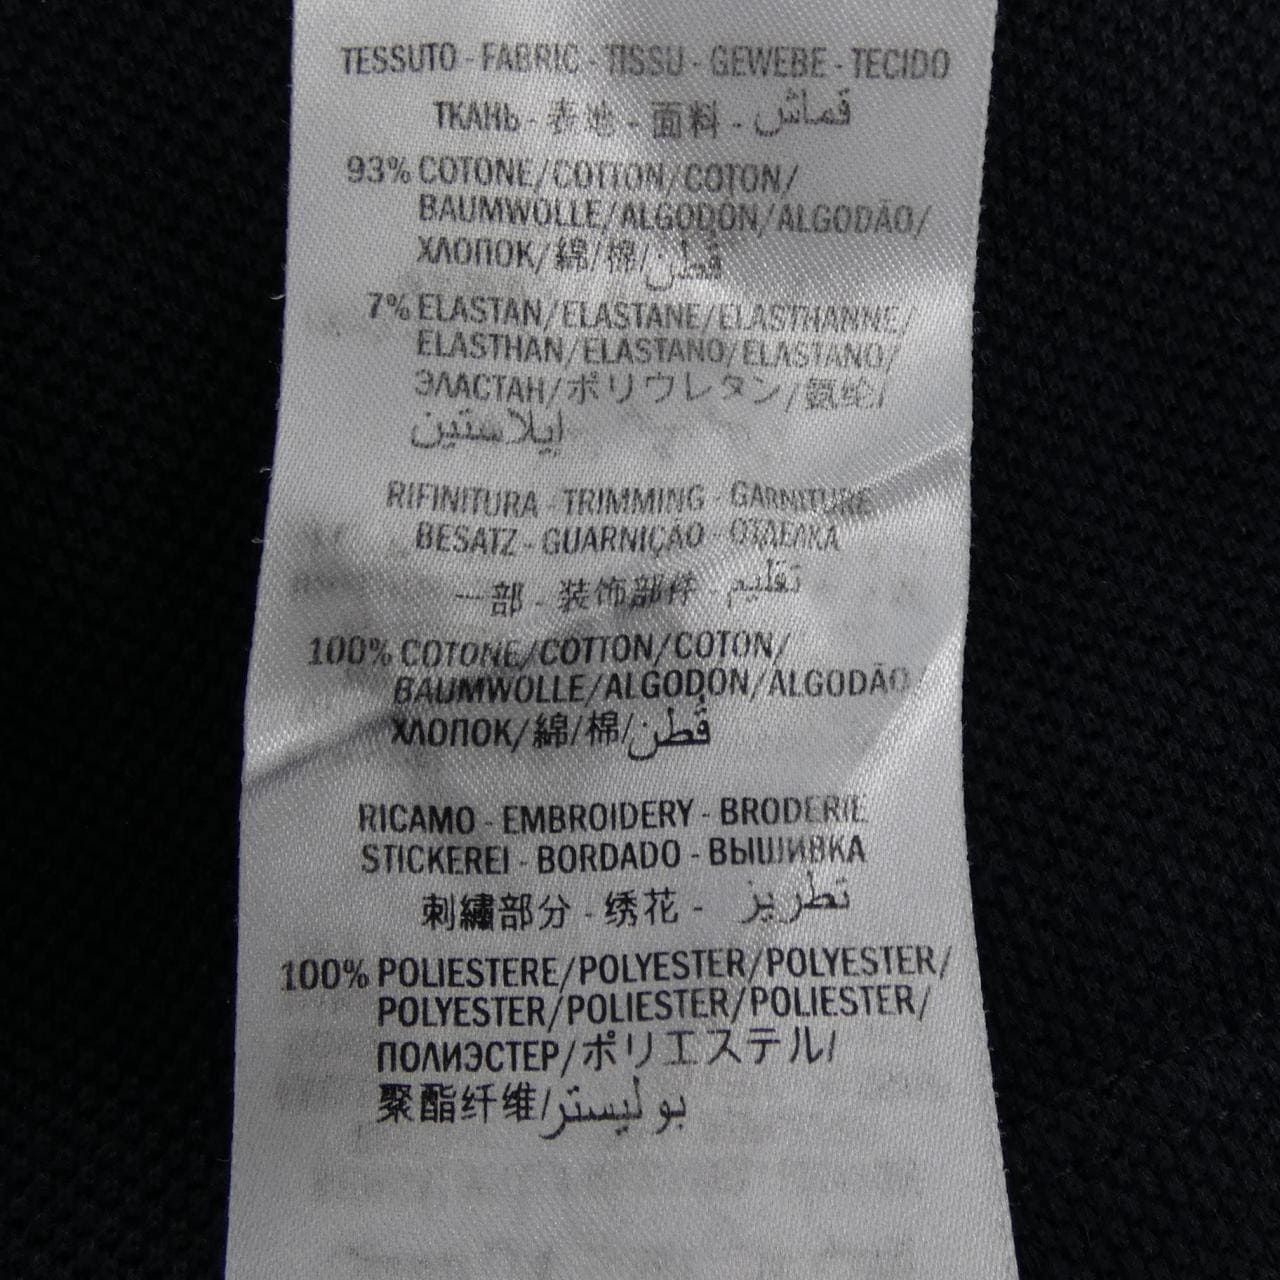 TESSUTO - FABRIC - TISSU - GEWEBE - TECIDO
ТКАНЬ - 表地 - 面料 - قماش
93% COTONE/COTTON/COTON/
BAUMWOLLE/ALGODON/ALGODÃO/
ХЛОПОК/綿/棉/قطن
7% ELASTAN/ELASTANE/ELASTHANNE/
ELASTHAN/ELASTANO/ELASTANO/
ЭЛАСТАН/ポリウレタン/氨纶/
إيلاستين
RIFINITURA - TRIMMING - GARNITURE
BESATZ - GUARNIÇÃO - ОТДЕЛКА
一部 - 装饰部件 - تقليم
100% COTONE/COTTON/COTON/
BAUMWOLLE/ALGODON/ALGODÃO
ХЛОПОК/綿/棉/قطن
RICAMO - EMBROIDERY - BRODERIE
STICKEREI - BORDADO - ВЫШИВКА
刺繍部分 - 绣花 - تطريز
100% POLIESTERE/POLYESTER/POLYESTER/
POLYESTER/POLIESTER/POLIESTER/
ПОЛИЭСТЕР/ポリエステル/
聚酯纤维/بوليستر